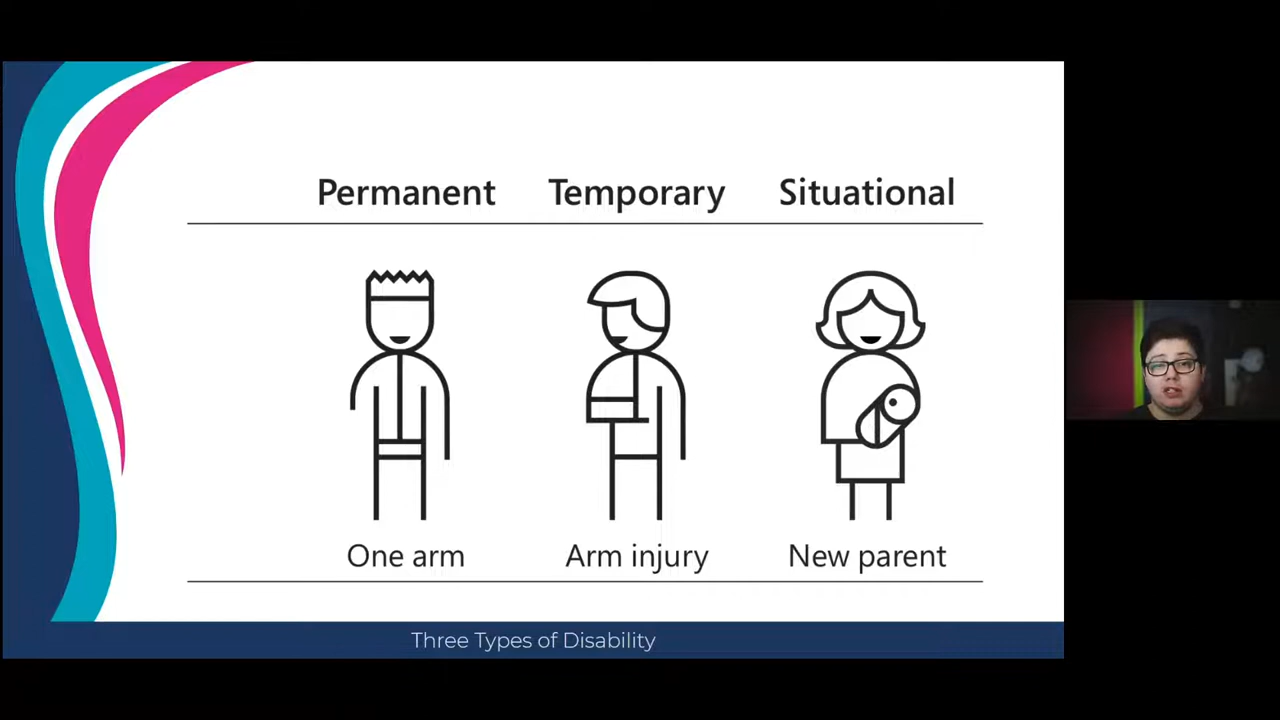 Permanent Temporary Situational
One arm Arm injury New parent
Three Types of Disability